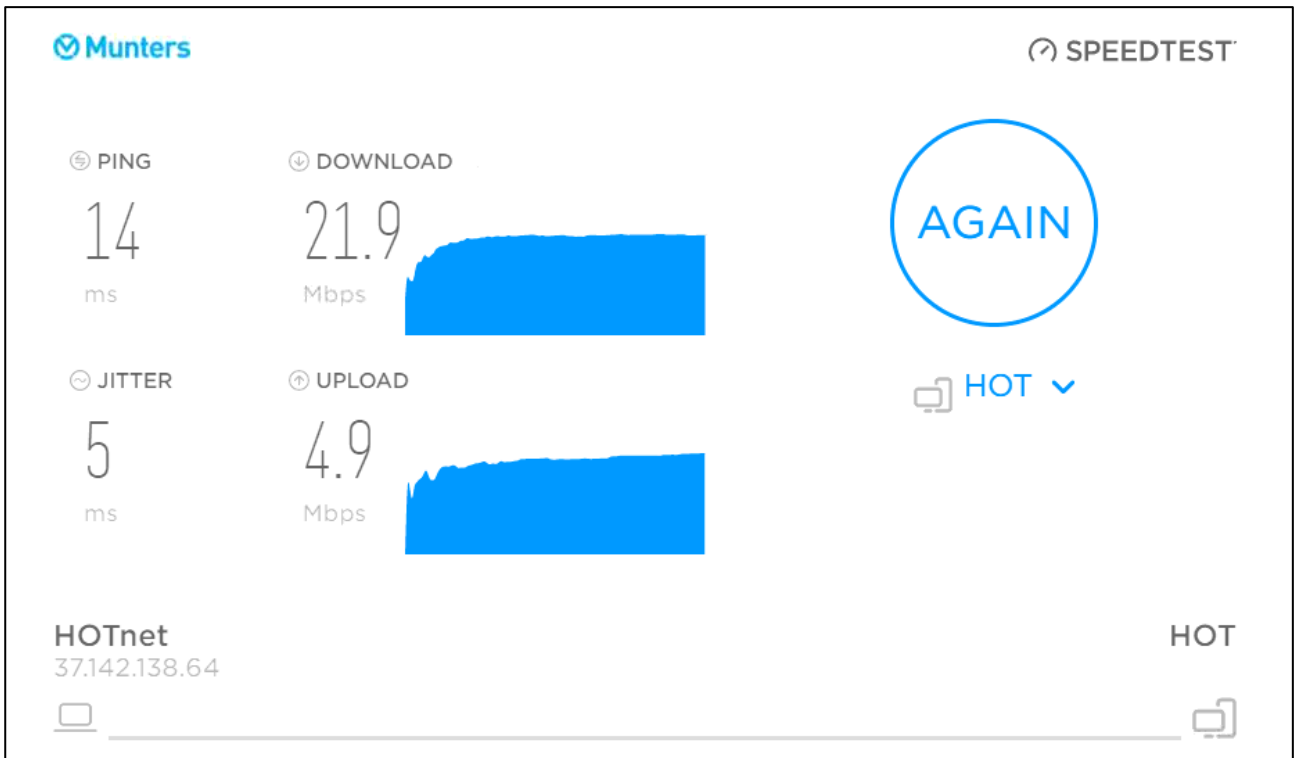 Munters
SPEEDTEST
PING
14
ms
DOWNLOAD
21.9
Mbps
AGAIN
JITTER
5
ms
UPLOAD
4.9
Mbps
HOT
HOTnet
37.142.138.64
HOT